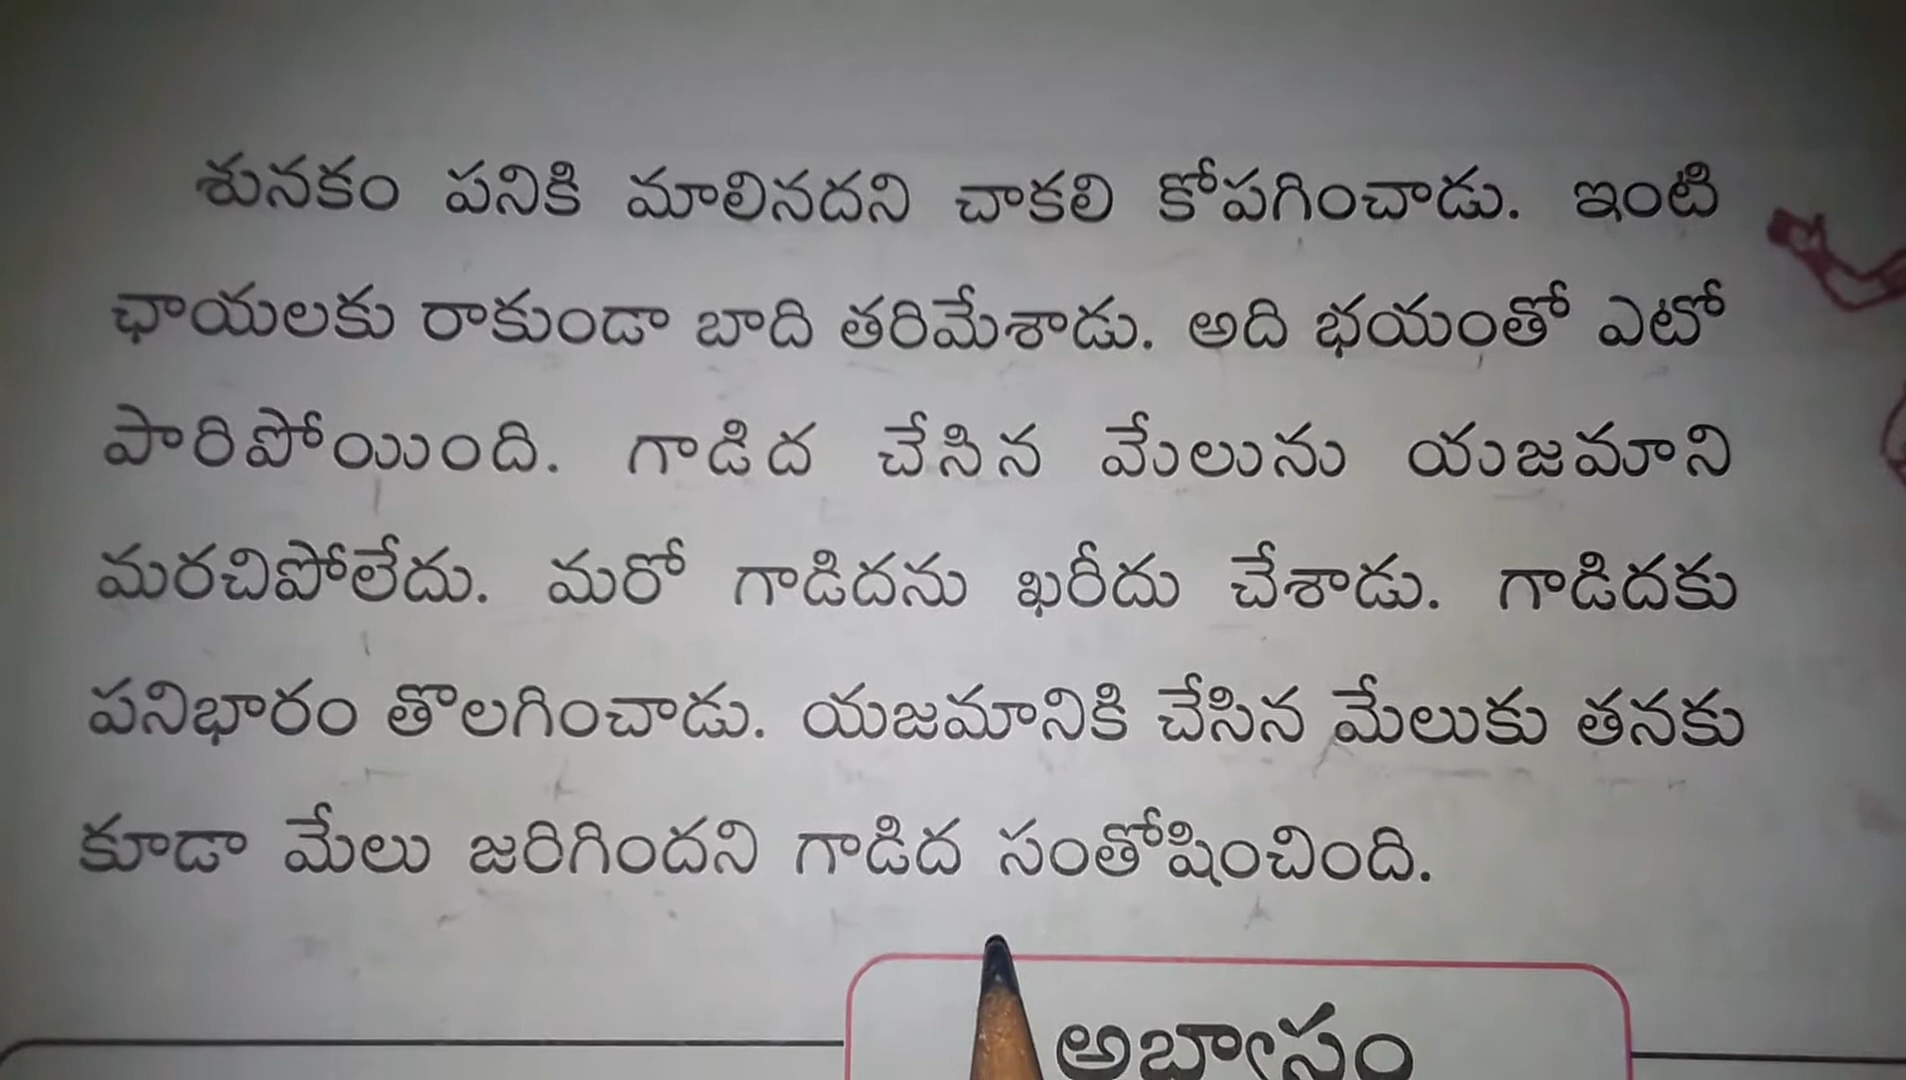 శునకం పనికి మాలినదని చాకలి కోపగించాడు. ఇంటి
ఛాయలకు రాకుండా బాది తరిమేశాడు. అది భయంతో ఎటో
పారిపోయింది. గాడిద చేసిన మేలును యజమాని
మరచిపోలేదు. మరో గాడిదను ఖరీదు చేశాడు. గాడిదకు
పనిభారం తొలగించాడు. యజమానికి చేసిన మేలుకు తనకు
కూడా మేలు జరిగిందని గాడిద సంతోషించింది.
అభ్యాసం